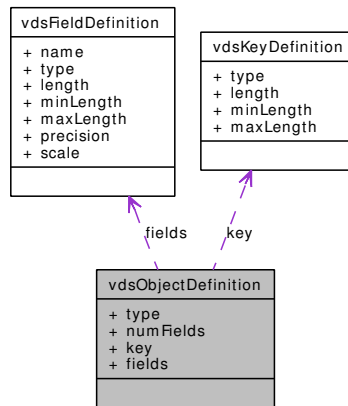 vdsFieldDefinition
+ name
+ type
+ length
+ minLength
+ maxLength
+ precision
+ scale
vdsKeyDefinition
+ type
+ length
+ minLength
+ maxLength
fields
key
vdsObjectDefinition
+ type
+ numFields
+ key
+ fields